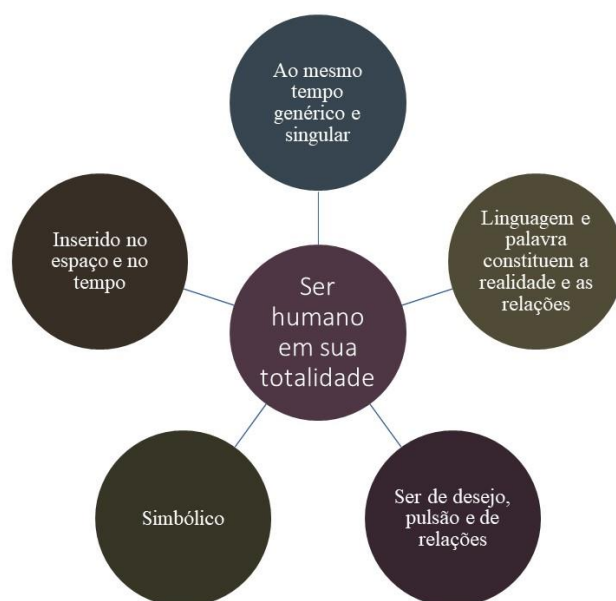 Ao mesmo
tempo
genérico e
singular
Linguagem e
palavra
constituem a
realidade e as
relações
Ser de desejo,
pulsão e de
relações
Simbólico
Inserido no
espaço e no
tempo
Ser
humano
em sua
totalidade